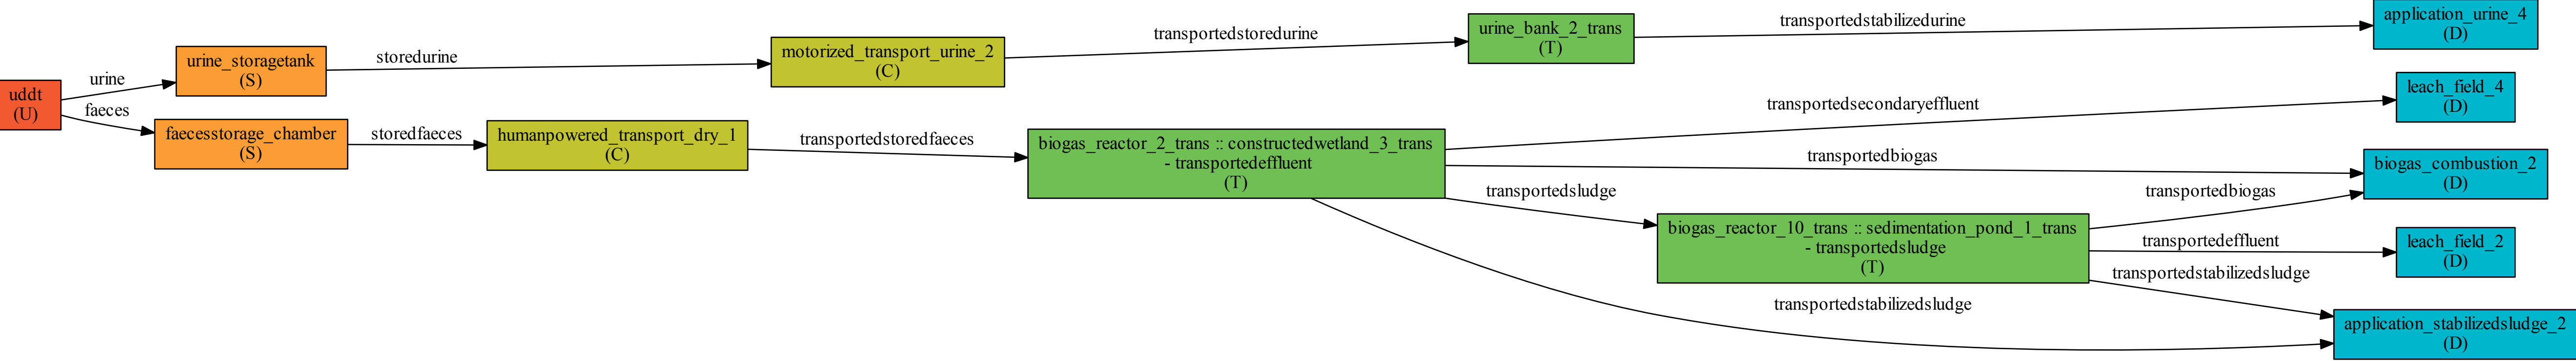 uddt
(U)
urine
faeces
urine_storagetank
(S)
faecesstorage_chamber
(S)
storedurine
storedfaeces
motorized_transport_urine_2
(C)
humanpowered_transport_dry_1
(C)
transportedstoredurine
transportedstoredfaeces
urine_bank_2_trans
(T)
biogas_reactor_2_trans :: constructedwetland_3_trans
- transportedeffluent
(T)
transportedstabilizedurine
transportedsecondaryeffluent
transportedbiogas
transportedsludge
biogas_reactor_10_trans :: sedimentation_pond_1_trans
- transportedsludge
(T)
transportedbiogas
transportedeffluent
transportedstabilizedsludge
transportedstabilizedsludge
application_urine_4
(D)
leach_field_4
(D)
biogas_combustion_2
(D)
leach_field_2
(D)
application_stabilizedsludge_2
(D)